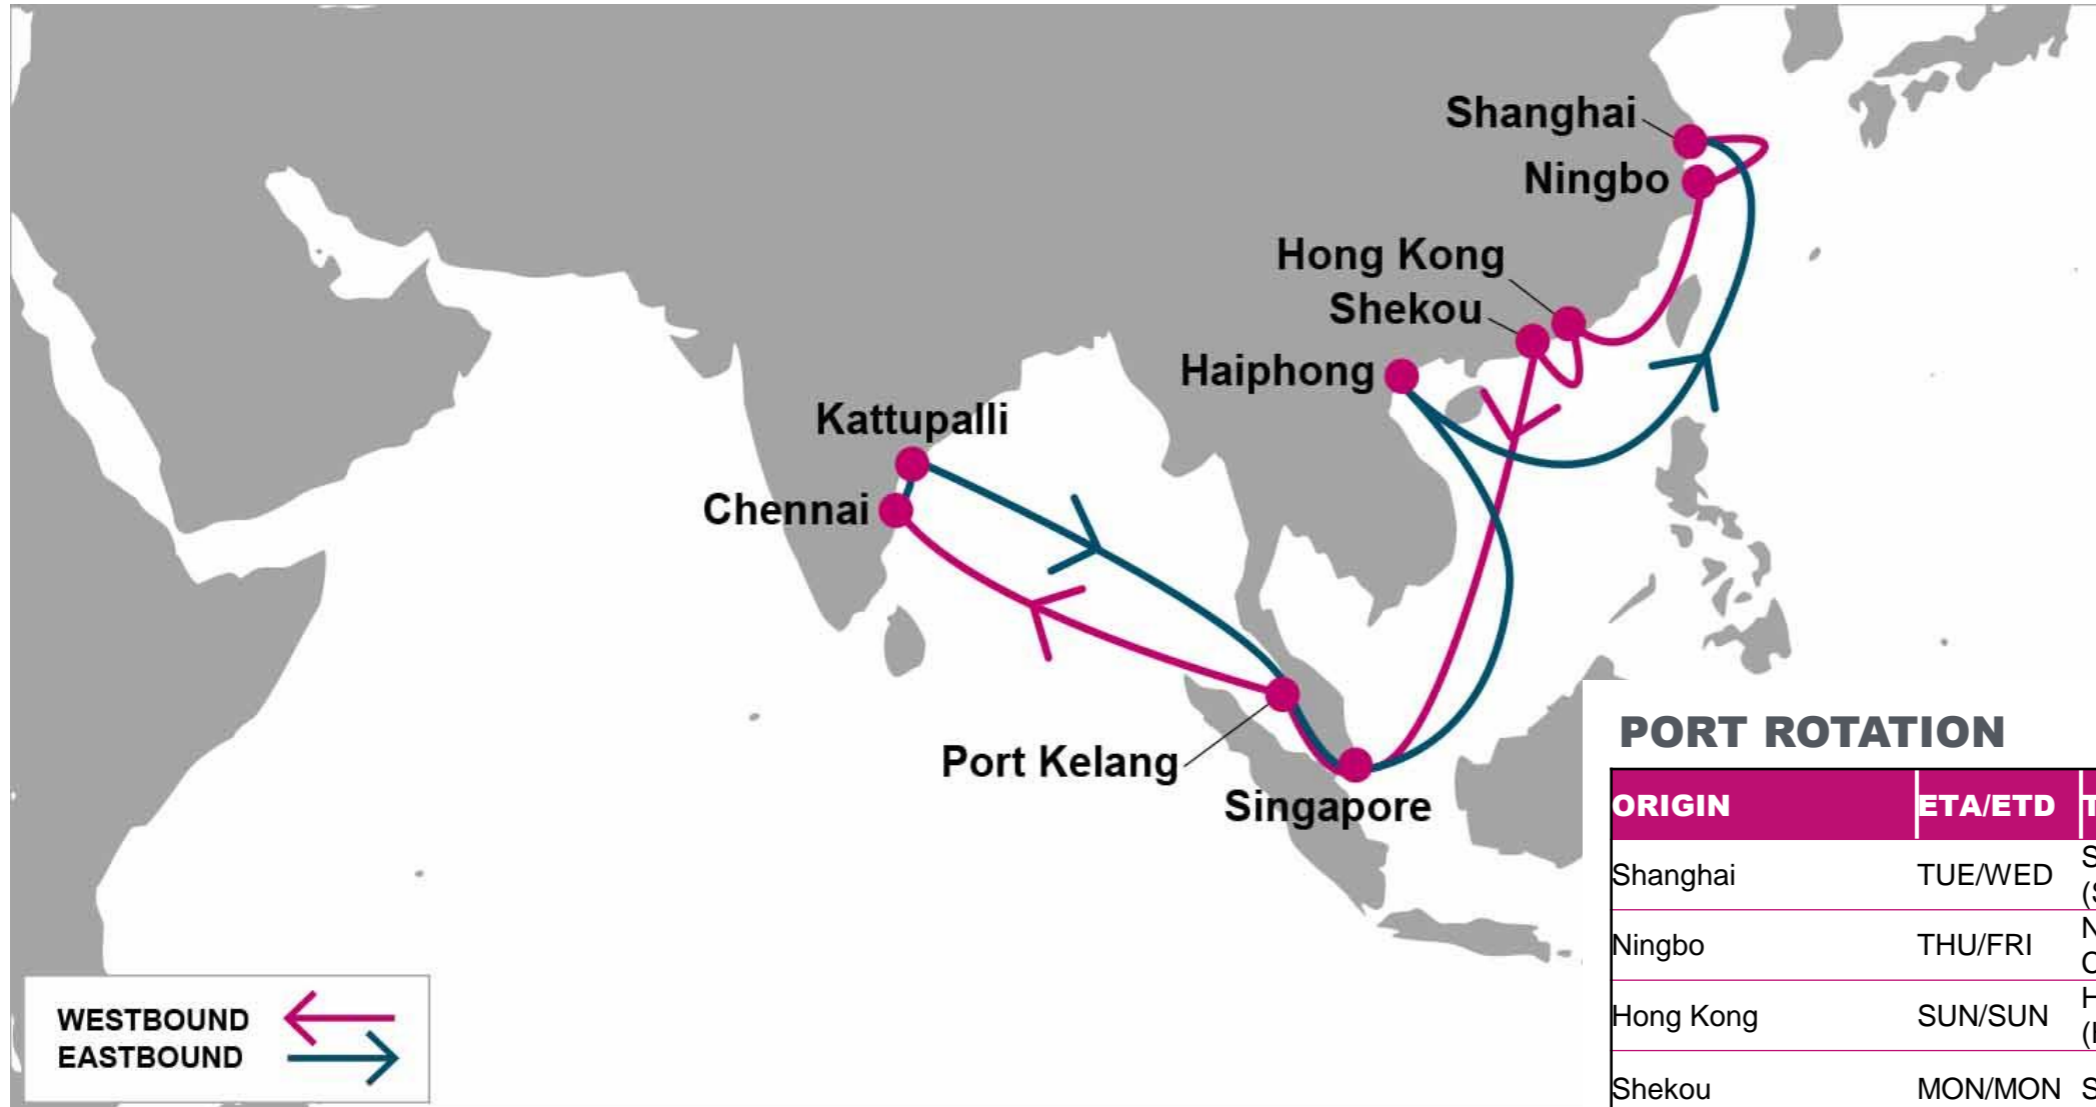 Shanghai
Ningbo
Hong Kong
Shekou
Haiphong
Kattupalli
Chennai
Port Kelang
Singapore
WESTBOUND
EASTBOUND
PORT ROTATION
ORIGIN ETA/ETD
Shanghai TUE/WED
Ningbo THU/FRI
Hong Kong SUN/SUN
Shekou MON/MON